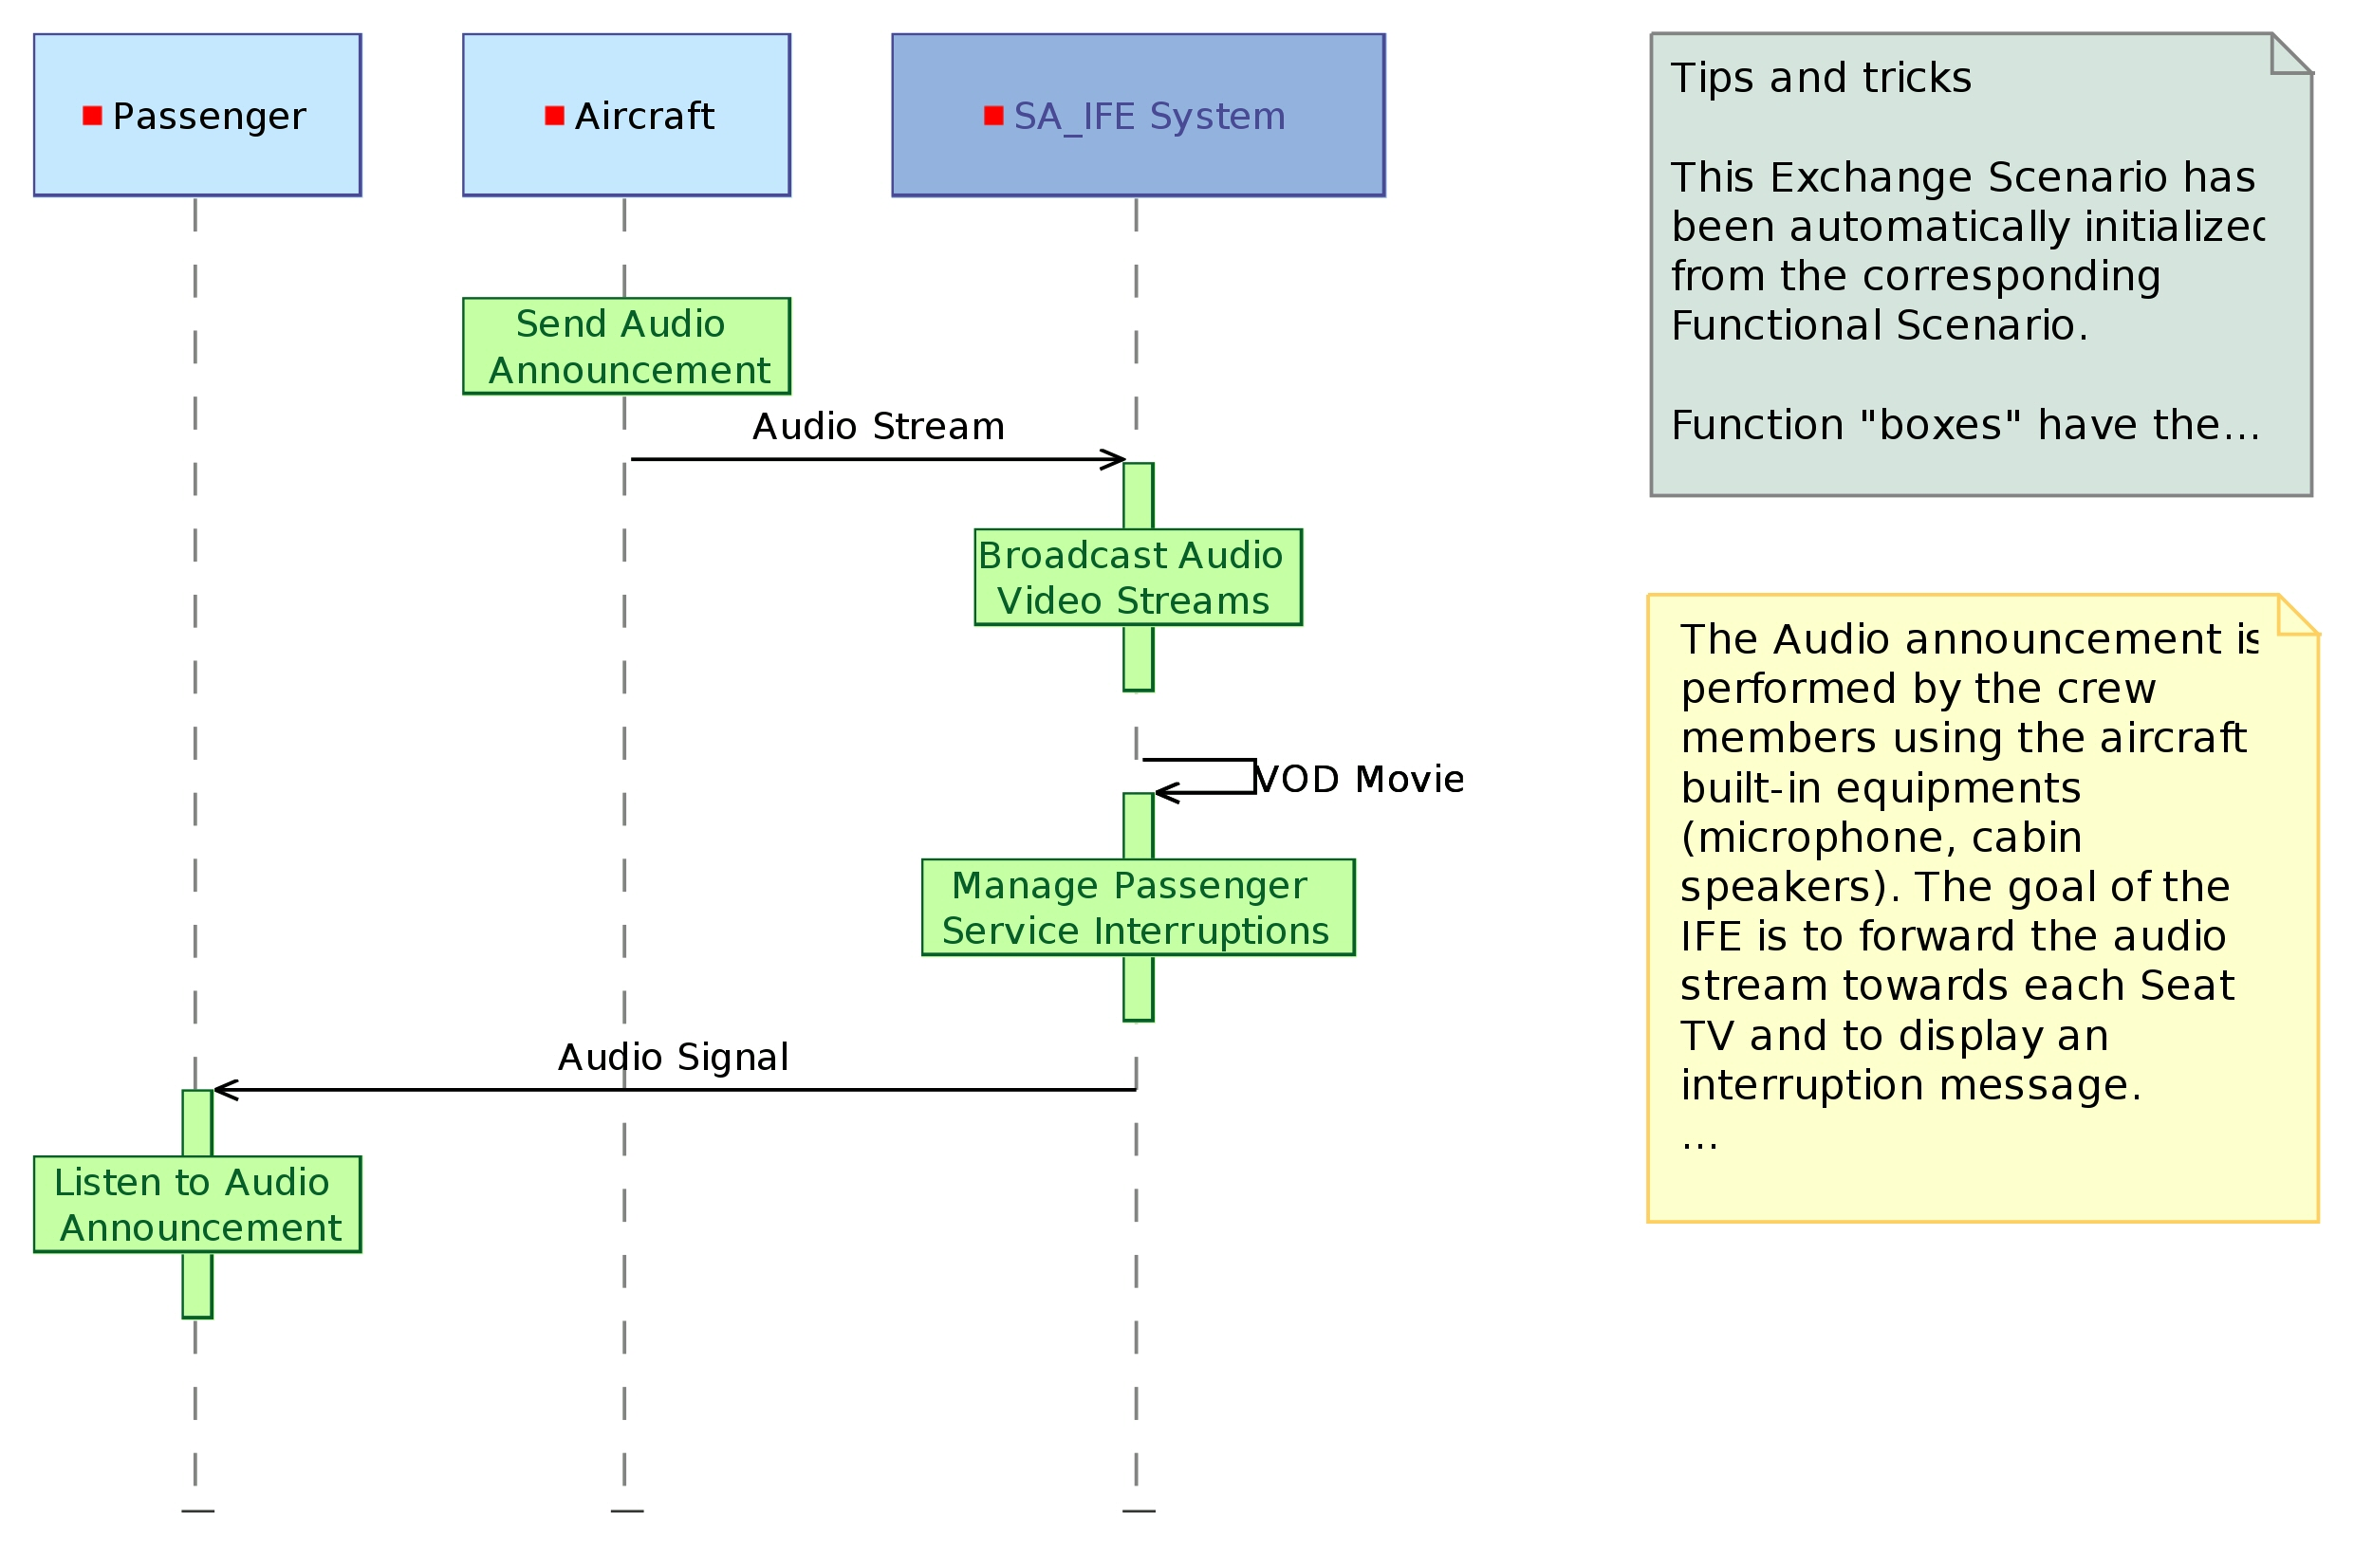 Passenger
Aircraft
SA_IFE System
Send Audio
Announcement
Audio Stream
Broadcast Audio
Video Streams
VOD Movie
Manage Passenger
Service Interruptions
Audio Signal
Listen to Audio
Announcement
Tips and tricks
This Exchange Scenario has
been automatically initialized
from the corresponding
Functional Scenario.
Function "boxes" have the...
The Audio announcement is
performed by the crew
members using the aircraft
built-in equipments
(microphone, cabin
speakers). The goal of the
IFE is to forward the audio
stream towards each Seat
TV and to display an
interruption message.
...